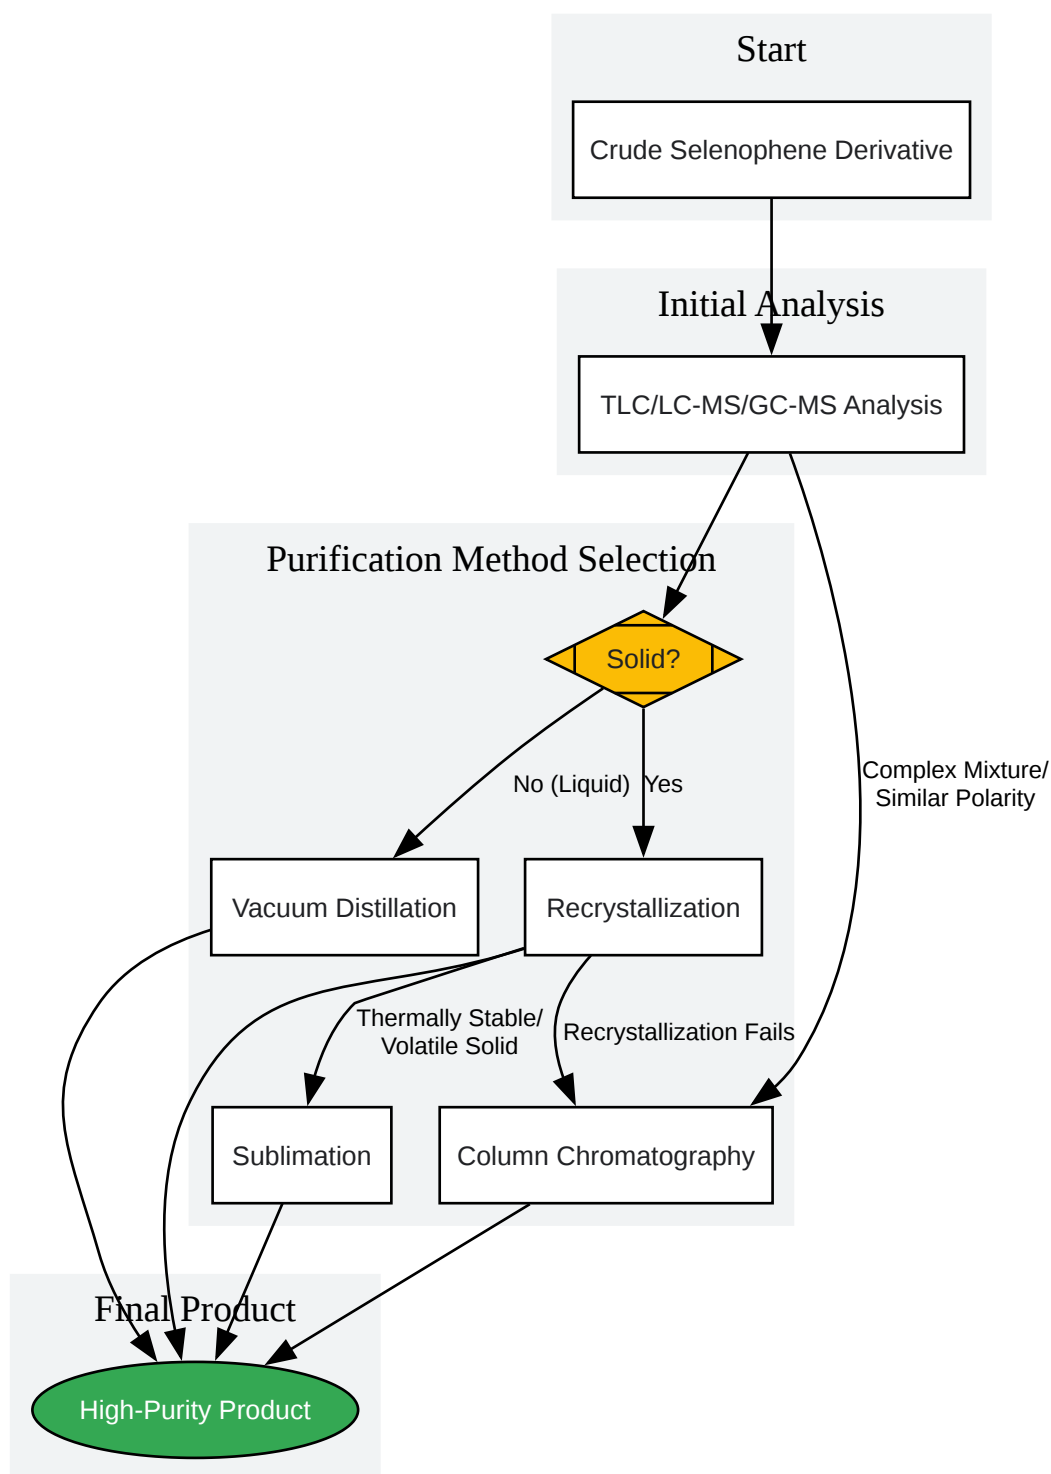 Start
Crude Selenophene Derivative
Initial Analysis
TLC/LC-MS/GC-MS Analysis
Purification Method Selection
Solid?
No (Liquid)
Yes
Complex Mixture/
Similar Polarity
Vacuum Distillation
Recrystallization
Thermally Stable/
Volatile Solid
Recrystallization Fails
Sublimation
Column Chromatography
Final Product
High-Purity Product